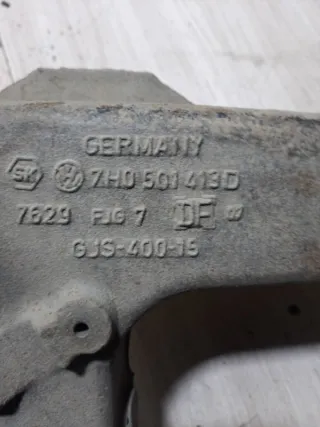 GERMANY
SK 7H0 501 413 D
7629 FJG 7 DF
GJS-400-15